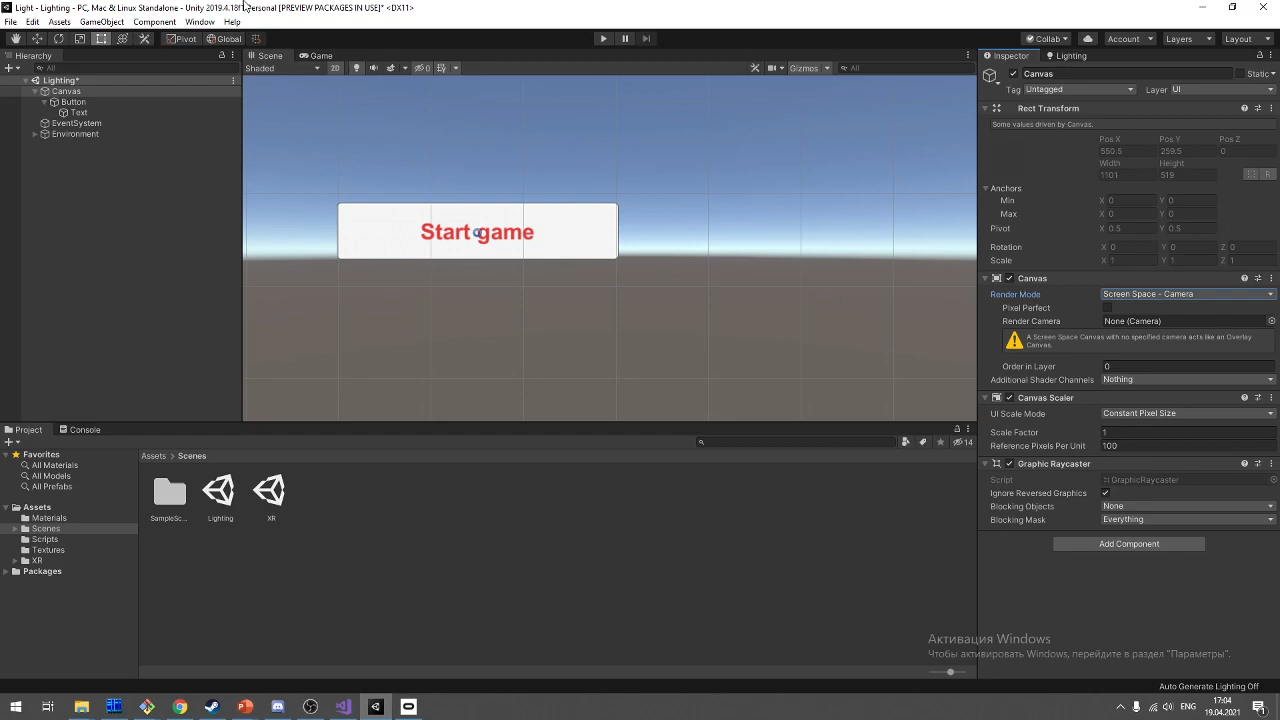 Light - Lighting - PC, Mac & Linux Standalone - Unity 2019.4.18f1 Personal [PREVIEW PACKAGES IN USE]* <DX11>
File Edit Assets GameObject Component Window Help
Pivot Global Collab Account Layers Layout
Hierarchy
All
Lighting*
Canvas
Button
Text
EventSystem
Environment
Scene Game
Shaded 2D 0 Gizmos All
Start game
Inspector Lighting
Canvas Static
Tag Untagged Layer UI
Rect Transform
Some values driven by Canvas.
Pos X Pos Y Pos Z
550.5 259.5 0
Width Height
1101 519 R
Anchors
Min X 0 Y 0
Max X 0 Y 0
Pivot X 0.5 Y 0.5
Rotation X 0 Y 0 Z 0
Scale X 1 Y 1 Z 1
Canvas
Render Mode Screen Space - Camera
Pixel Perfect
Render Camera None (Camera)
A Screen Space Canvas with no specified camera acts like an Overlay
Canvas.
Order in Layer 0
Additional Shader Channels Nothing
Canvas Scaler
UI Scale Mode Constant Pixel Size
Scale Factor 1
Reference Pixels Per Unit 100
Graphic Raycaster
Script GraphicRaycaster
Ignore Reversed Graphics
Blocking Objects None
Blocking Mask Everything
Add Component
Project Console
14
Favorites
All Materials
All Models
All Prefabs
Assets
Materials
Scenes
Scripts
Textures
XR
Packages
Assets Scenes
SampleSc... Lighting XR
Активация Windows
Чтобы активировать Windows, перейдите в раздел "Параметры".
Auto Generate Lighting Off
ENG 17:04
19.04.2021